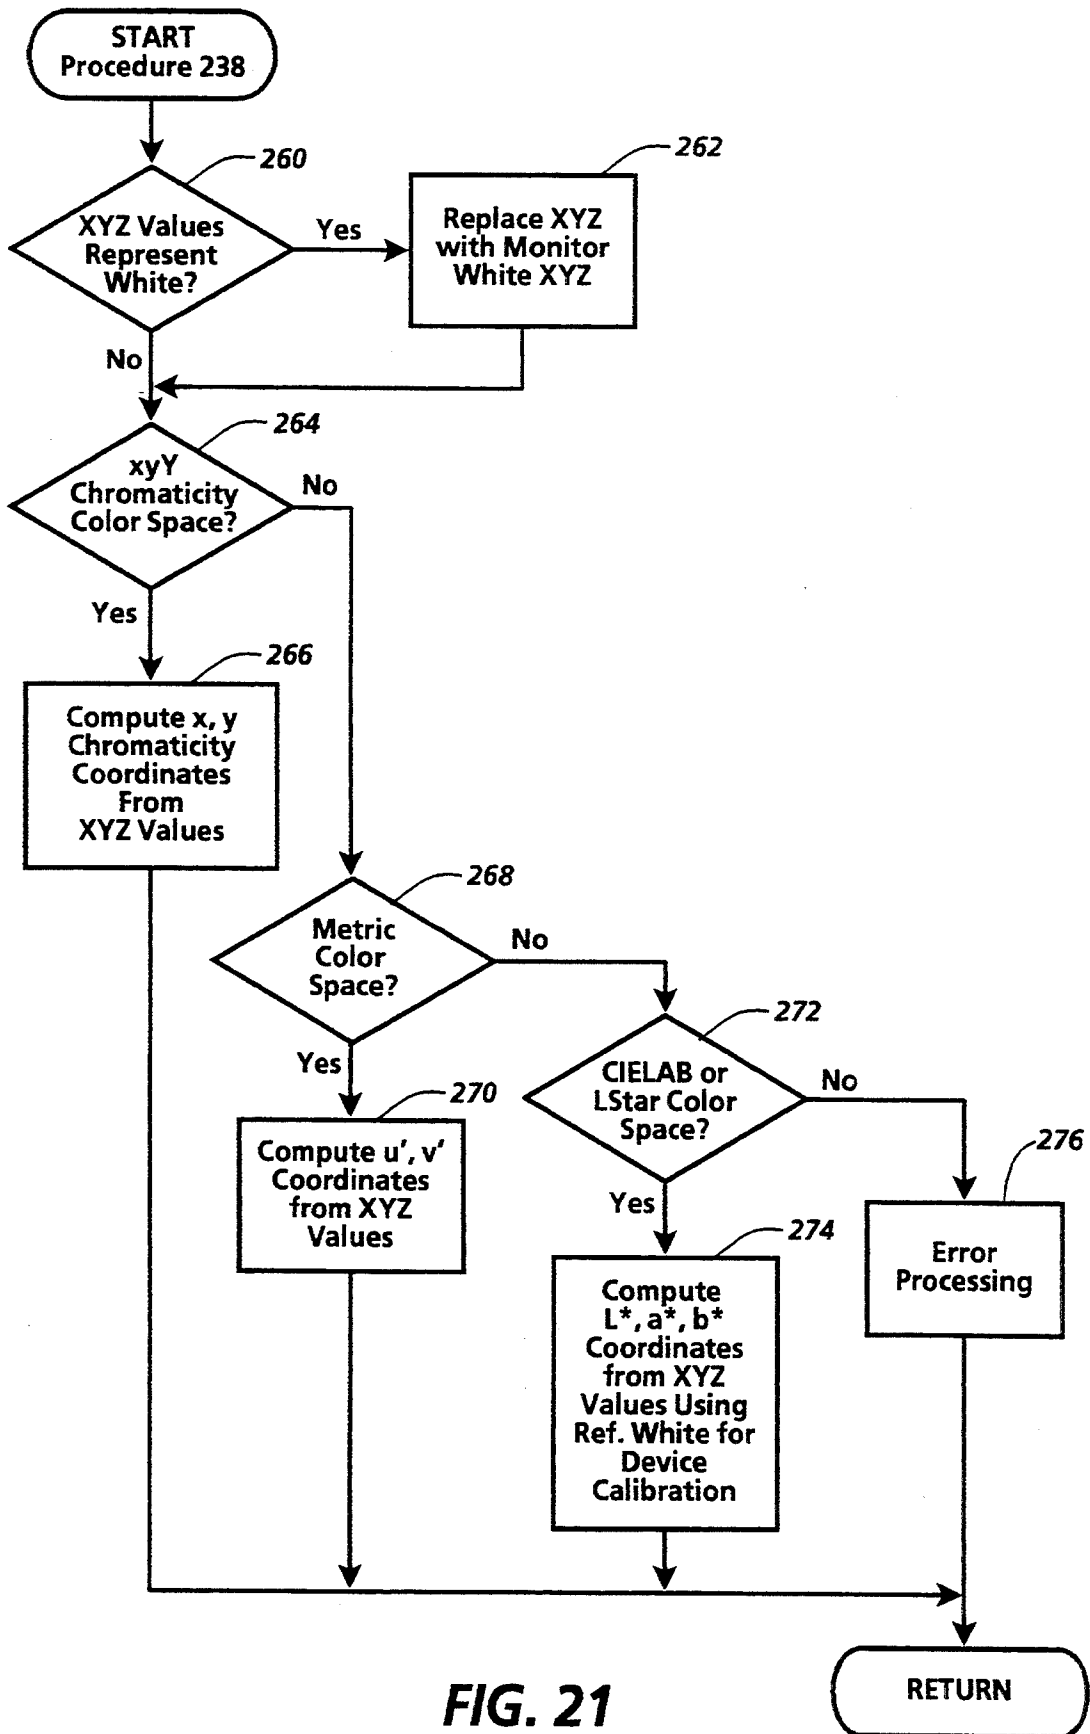 START
Procedure 238
260
XYZ Values
Represent
White?
Yes
262
Replace XYZ
with Monitor
White XYZ
No
264
xyY
Chromaticity
Color Space?
No
Yes
266
Compute x, y
Chromaticity
Coordinates
From
XYZ Values
268
Metric
Color
Space?
No
Yes
270
Compute u', v'
Coordinates
from XYZ
Values
272
CIELAB or
LStar Color
Space?
No
Yes
274
Compute
L*, a*, b*
Coordinates
from XYZ
Values Using
Ref. White for
Device
Calibration
276
Error
Processing
RETURN
FIG. 21